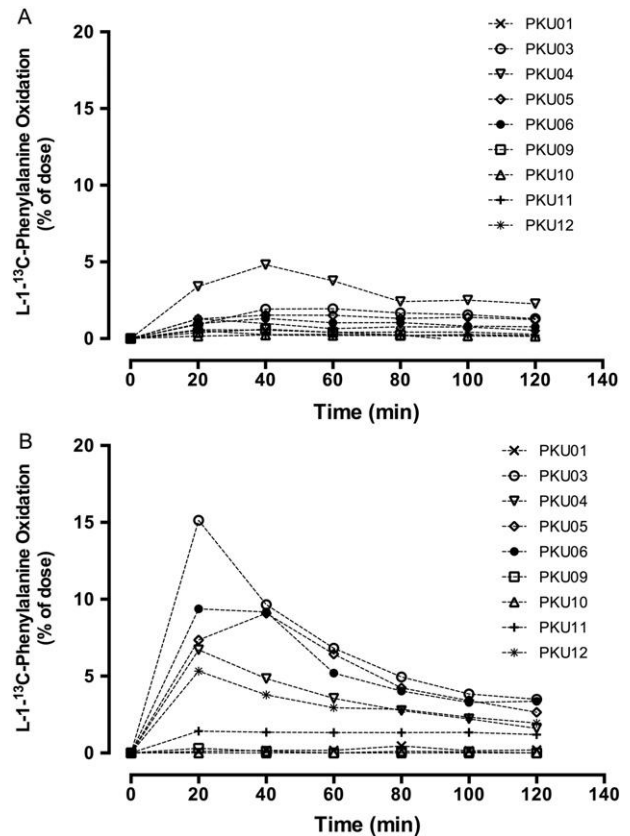 A
L-1-¹³C-Phenylalanine Oxidation
(% of dose)
20
15
10
5
0
0 20 40 60 80 100 120 140
Time (min)
PKU01
PKU03
PKU04
PKU05
PKU06
PKU09
PKU10
PKU11
PKU12
B
L-1-¹³C-Phenylalanine Oxidation
(% of dose)
20
15
10
5
0
0 20 40 60 80 100 120 140
Time (min)
PKU01
PKU03
PKU04
PKU05
PKU06
PKU09
PKU10
PKU11
PKU12